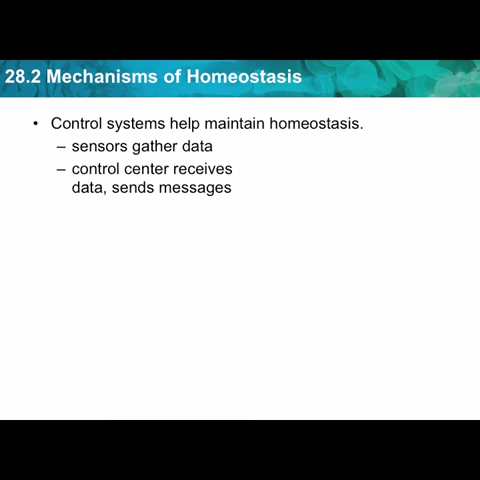 28.2 Mechanisms of Homeostasis
• Control systems help maintain homeostasis.
– sensors gather data
– control center receives
data, sends messages